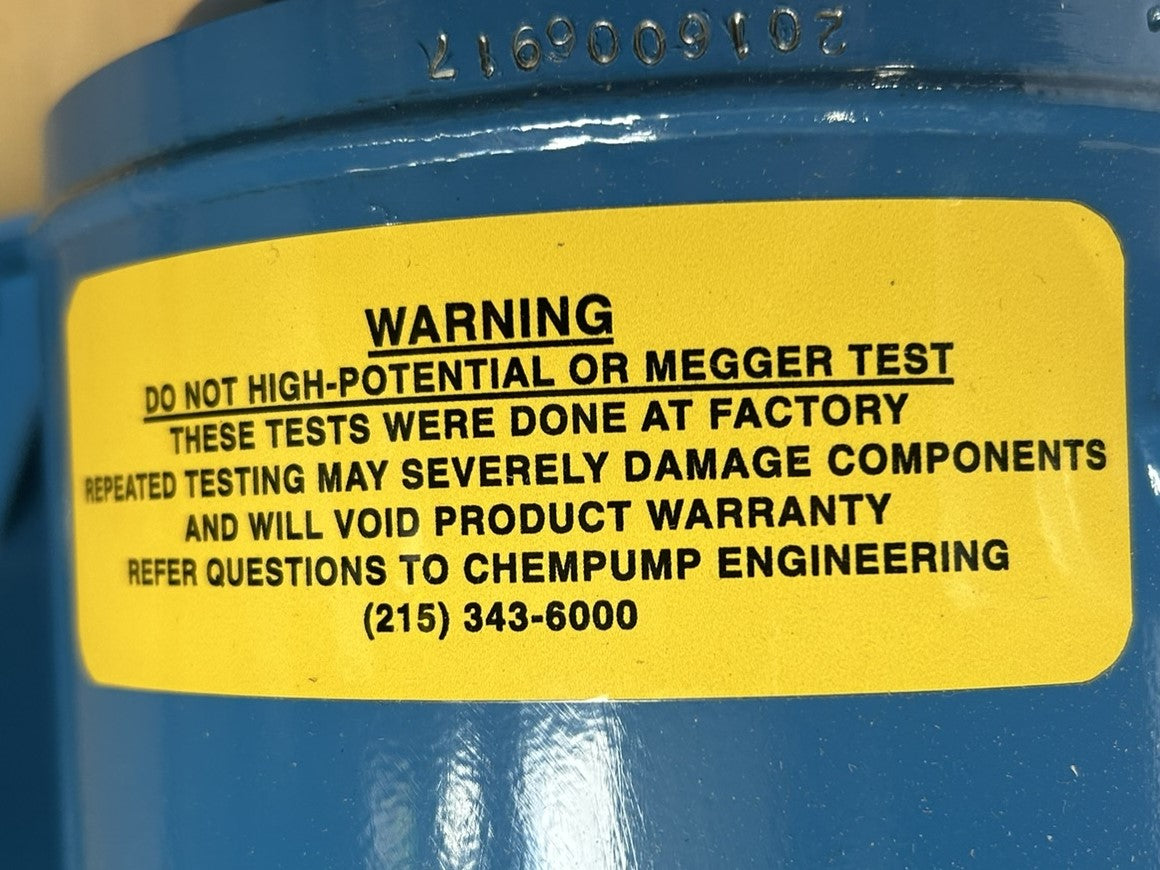 2016006917
WARNING
DO NOT HIGH-POTENTIAL OR MEGGER TEST
THESE TESTS WERE DONE AT FACTORY
REPEATED TESTING MAY SEVERELY DAMAGE COMPONENTS
AND WILL VOID PRODUCT WARRANTY
REFER QUESTIONS TO CHEMPUMP ENGINEERING
(215) 343-6000